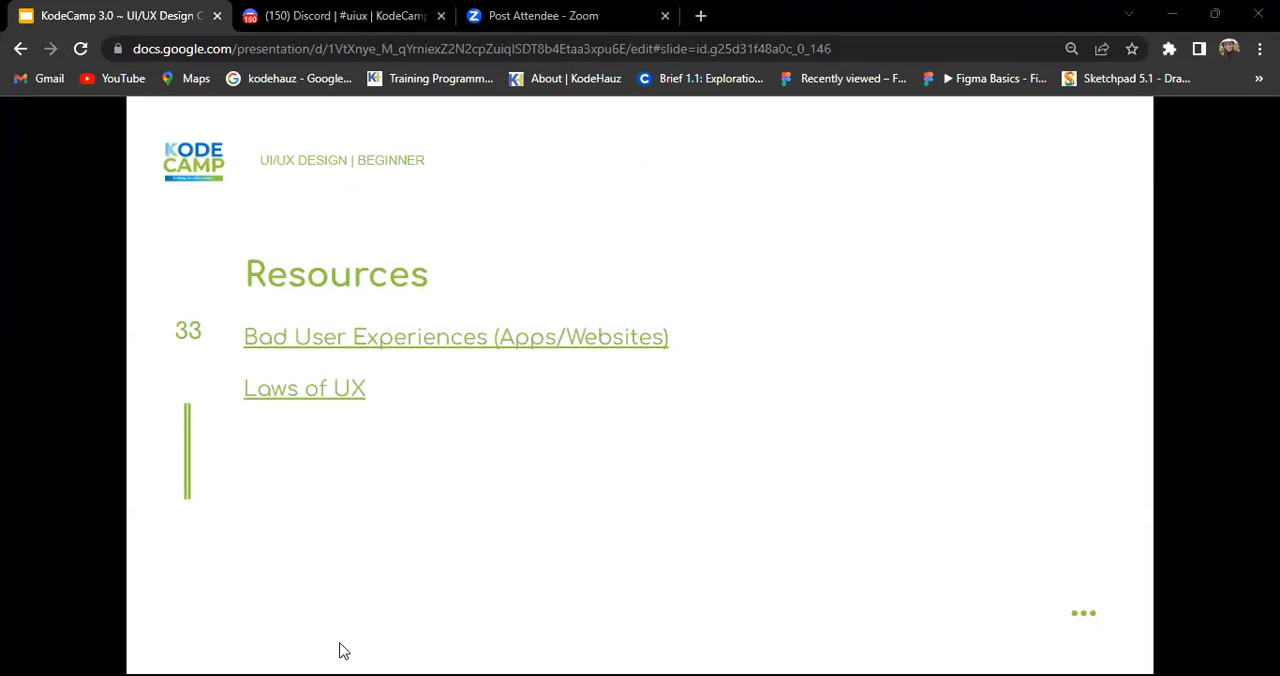 KodeCamp 3.0 ~ UI/UX Design C
(150) Discord | #uiux | KodeCamp
Post Attendee - Zoom
docs.google.com/presentation/d/1VtXnye_M_qYrniexZ2N2cpZuiqlSDT8b4Etaa3xpu6E/edit#slide=id.g25d31f48a0c_0_146
Gmail
YouTube
Maps
kodehauz - Google...
Training Programm...
About | KodeHauz
Brief 1.1: Exploratio...
Recently viewed – F...
▶ Figma Basics - Fi...
Sketchpad 5.1 - Dra...
»
KODE
CAMP
UI/UX DESIGN | BEGINNER
Resources
33
Bad User Experiences (Apps/Websites)
Laws of UX